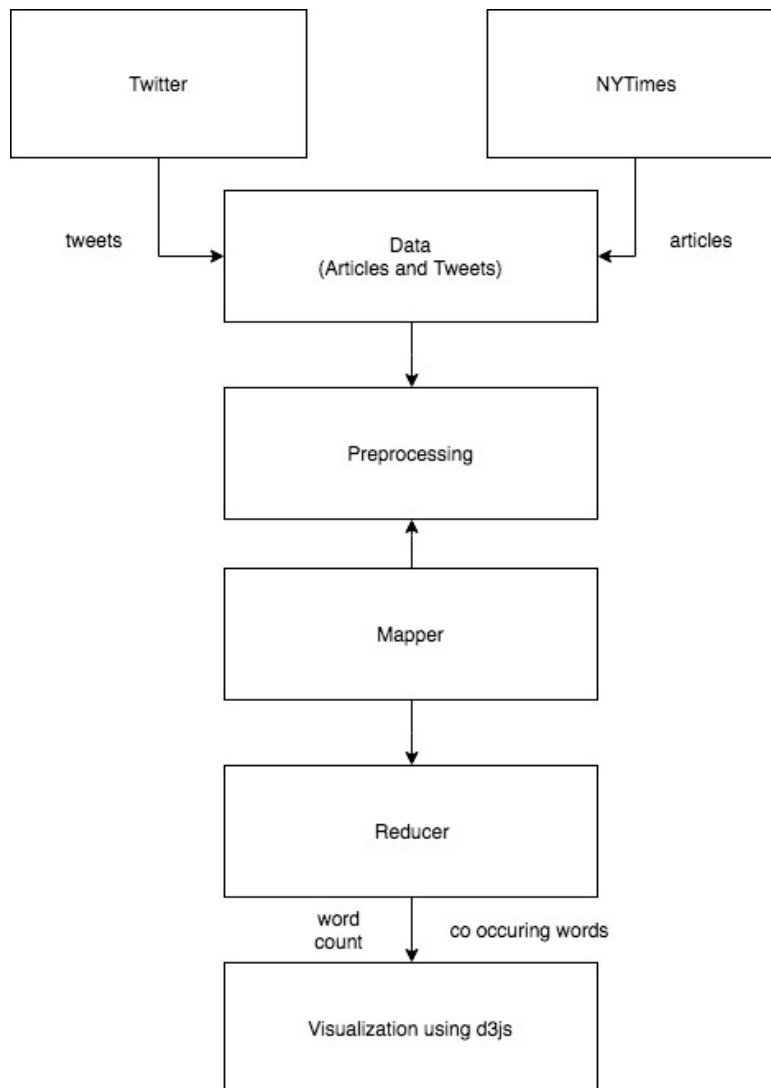 Twitter
NYTimes
tweets
articles
Data
(Articles and Tweets)
Preprocessing
Mapper
Reducer
word
count
co occuring words
Visualization using d3js